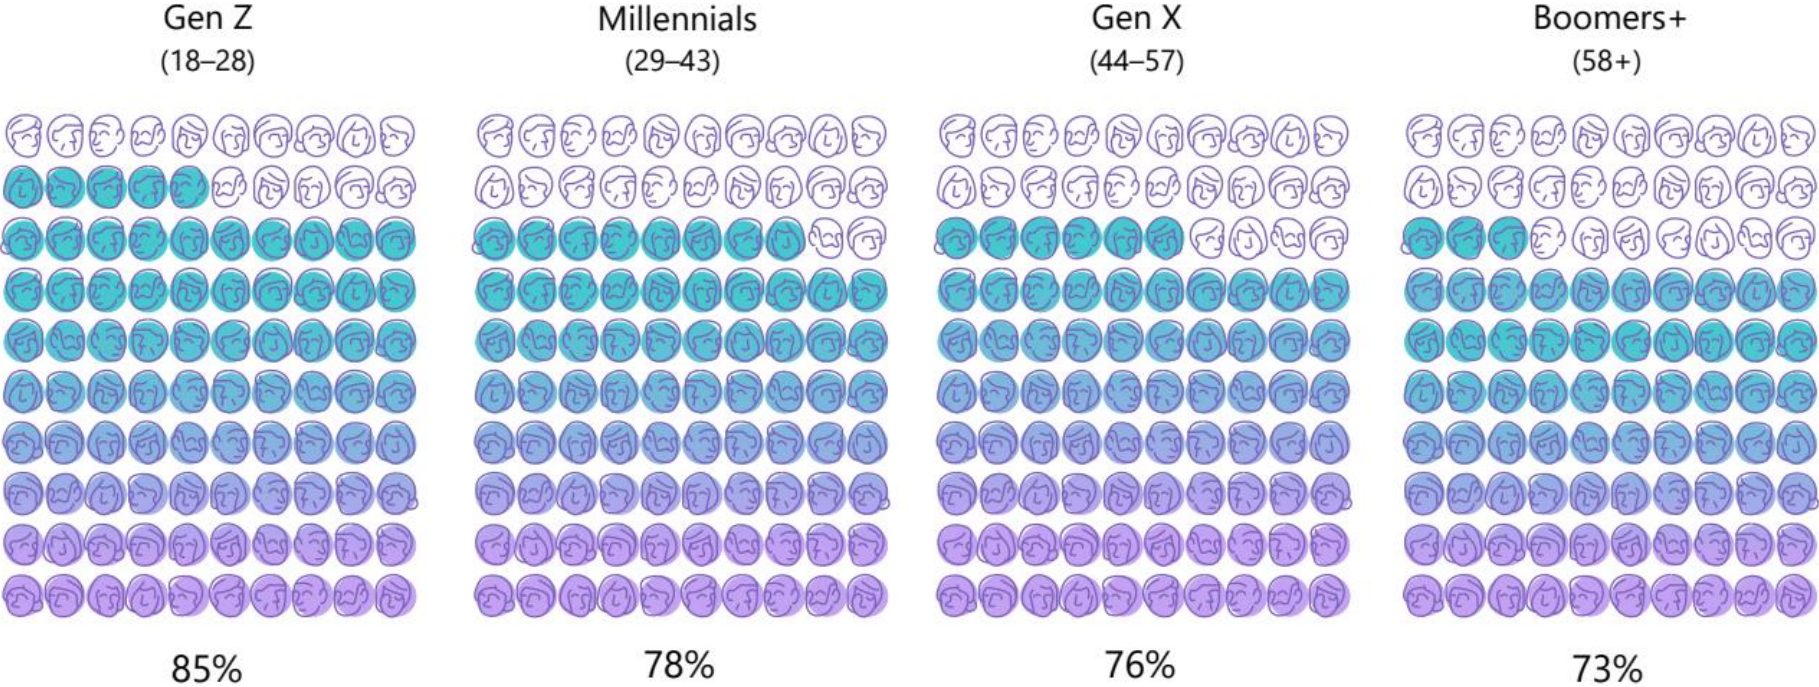 Gen Z
(18–28)
Millennials
(29–43)
Gen X
(44–57)
Boomers+
(58+)
85%
78%
76%
73%